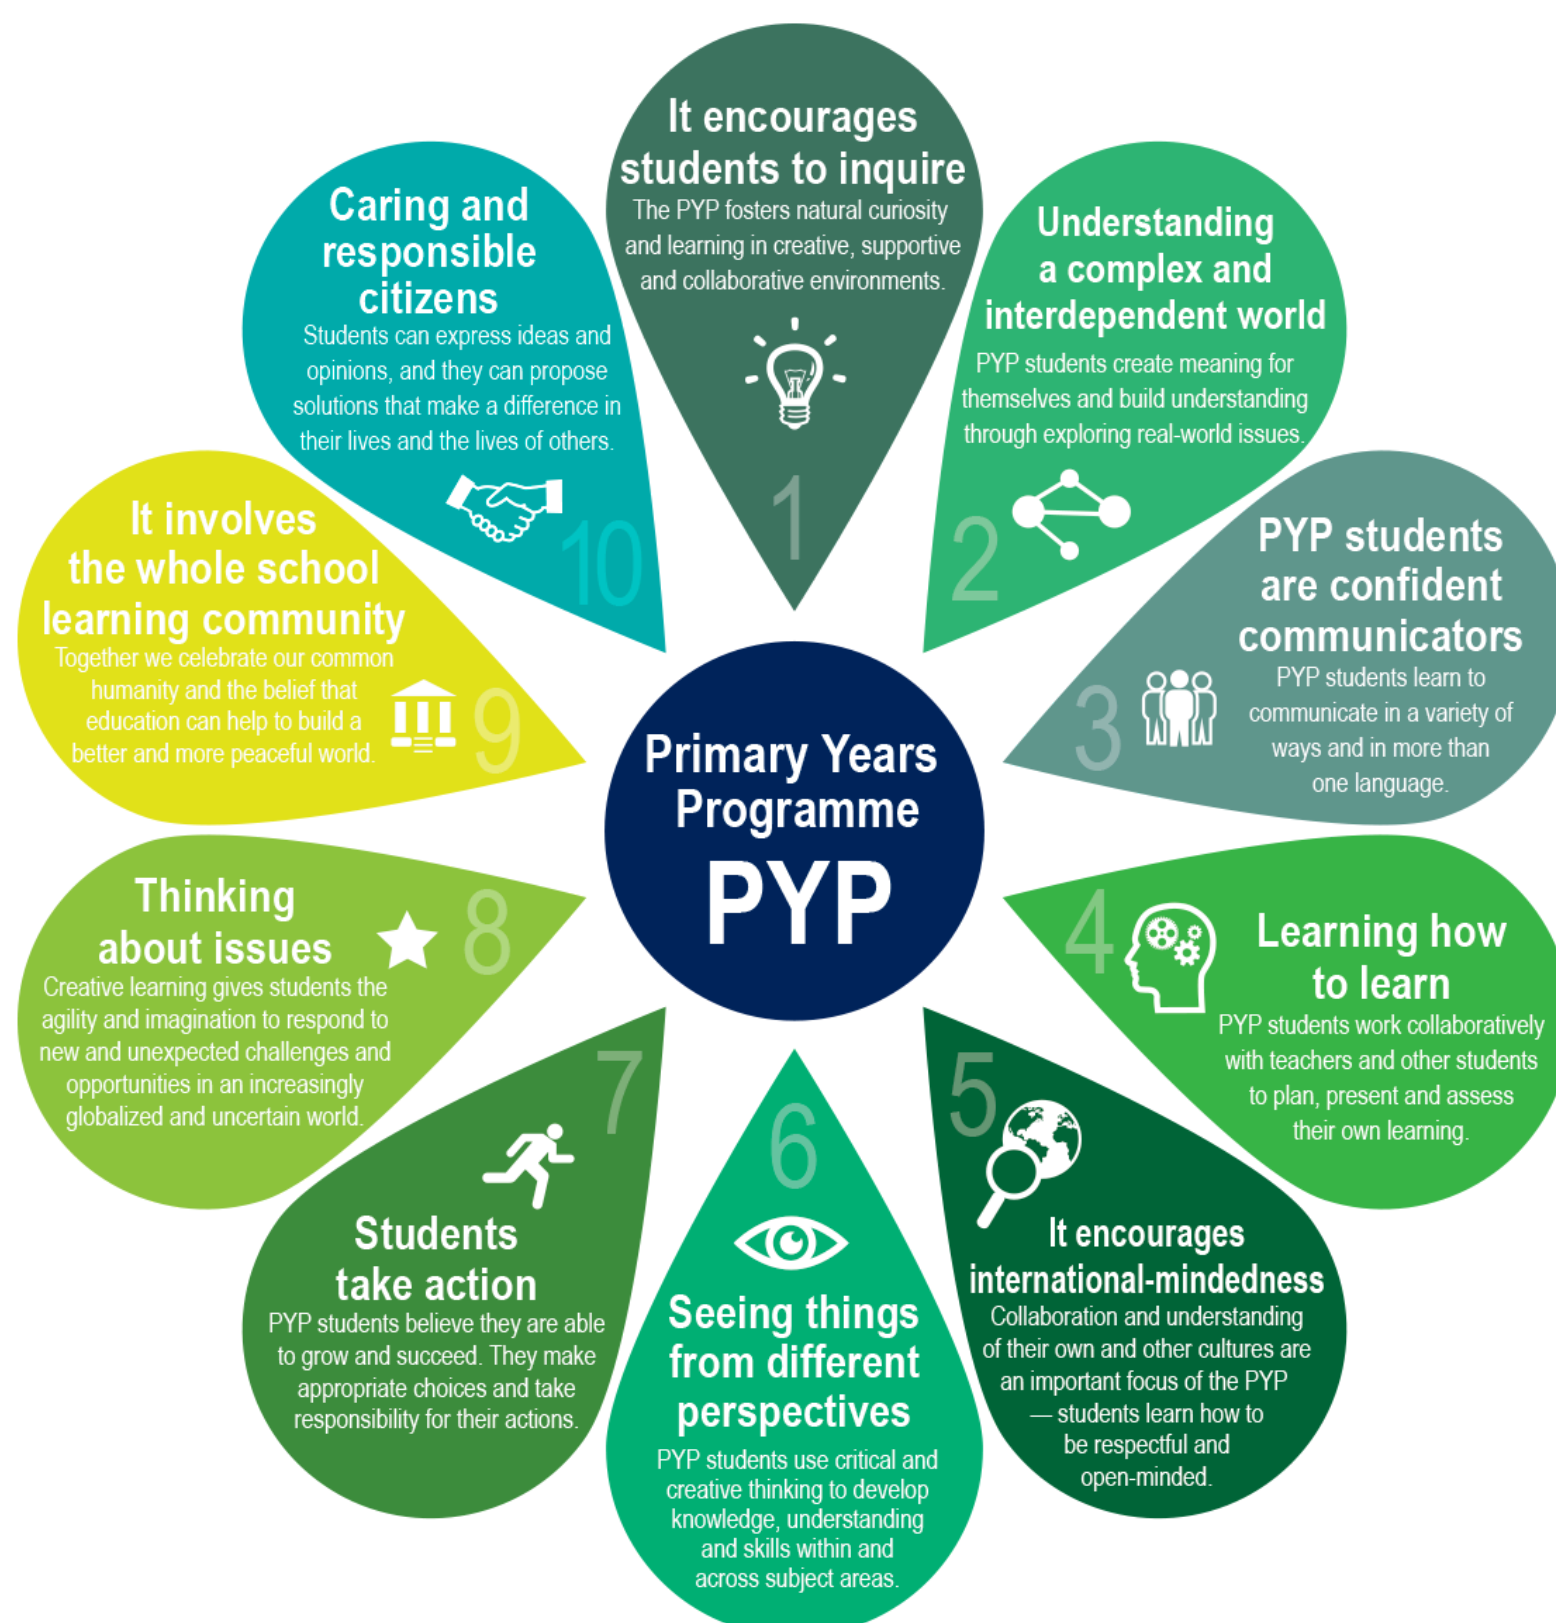 It encourages
students to inquire
The PYP fosters natural curiosity
and learning in creative, supportive
and collaborative environments.
1
Understanding
a complex and
interdependent world
PYP students create meaning for
themselves and build understanding
through exploring real-world issues.
2
PYP students
are confident
communicators
PYP students learn to
communicate in a variety of
ways and in more than
one language.
3
Learning how
to learn
PYP students work collaboratively
with teachers and other students
to plan, present and assess
their own learning.
4
5
It encourages
international-mindedness
Collaboration and understanding
of their own and other cultures are
an important focus of the PYP
— students learn how to
be respectful and
open-minded.
6
Seeing things
from different
perspectives
PYP students use critical and
creative thinking to develop
knowledge, understanding
and skills within and
across subject areas.
7
Students
take action
PYP students believe they are able
to grow and succeed. They make
appropriate choices and take
responsibility for their actions.
8
Thinking
about issues
Creative learning gives students the
agility and imagination to respond to
new and unexpected challenges and
opportunities in an increasingly
globalized and uncertain world.
It involves
the whole school
learning community
Together we celebrate our common
humanity and the belief that
education can help to build a
better and more peaceful world.
9
Caring and
responsible
citizens
Students can express ideas and
opinions, and they can propose
solutions that make a difference in
their lives and the lives of others.
10
Primary Years
Programme
PYP